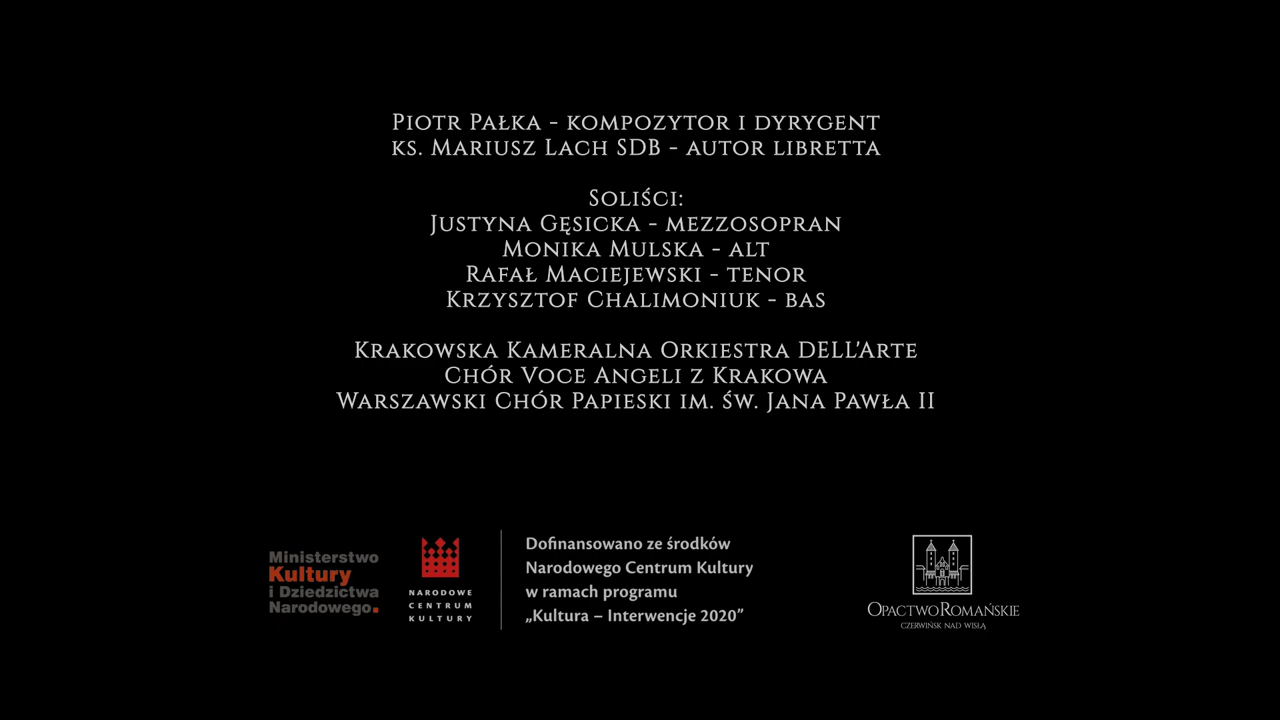 Piotr Pałka - kompozytor i dyrygent
ks. Mariusz Lach SDB - autor libretta
Soliści:
Justyna Gęsicka - mezzosopran
Monika Mulska - alt
Rafał Maciejewski - tenor
Krzysztof Chalimoniuk - bas
Krakowska Kameralna Orkiestra DELL'Arte
Chór Voce Angeli z Krakowa
Warszawski Chór Papieski im. św. Jana Pawła II
Ministerstwo
Kultury
i Dziedzictwa
Narodowego.
NARODOWE
CENTRUM
KULTURY
Dofinansowano ze środków
Narodowego Centrum Kultury
w ramach programu
„Kultura – Interwencje 2020”
OpactwoRomańskie
Czerwińsk nad Wisłą